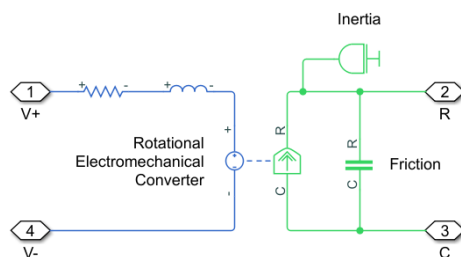 Inertia
1
V+
+
-
+
-
2
R
+
-
Rotational
Electromechanical
Converter
R
C
R
C
Friction
4
V-
3
C